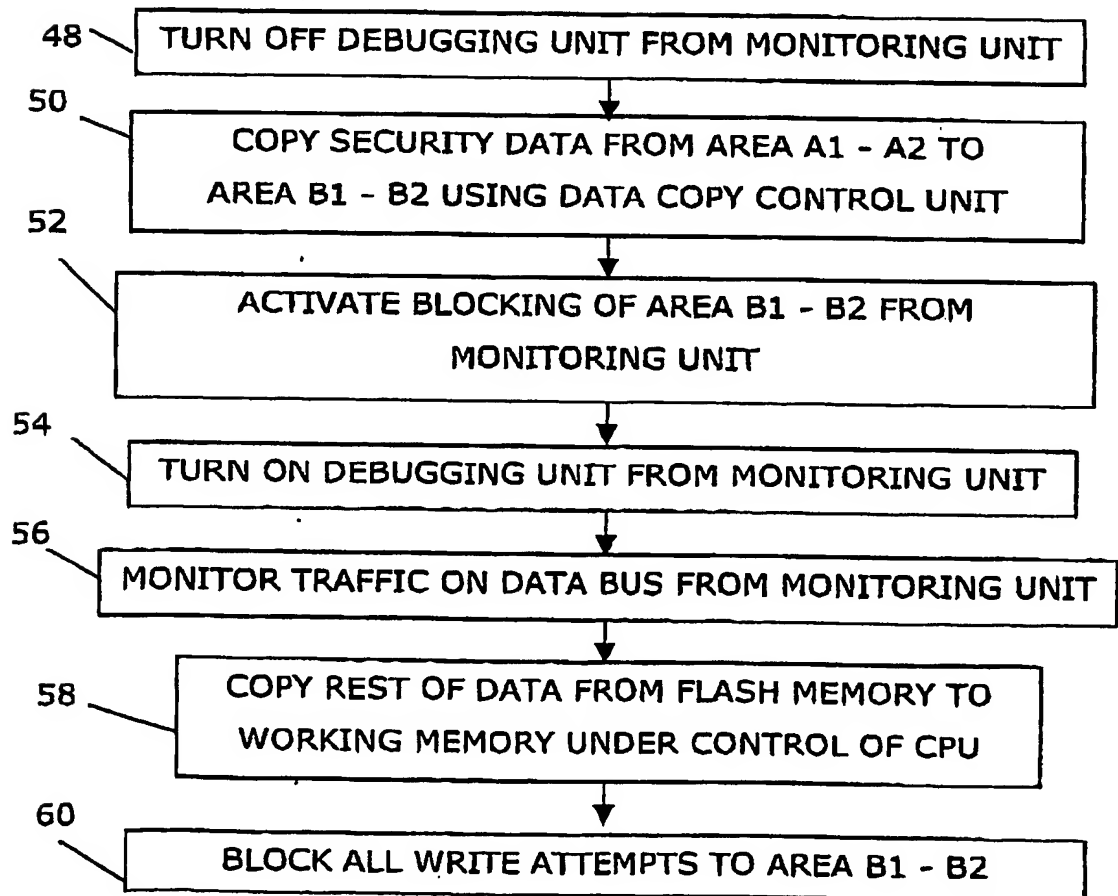 48 TURN OFF DEBUGGING UNIT FROM MONITORING UNIT
50
COPY SECURITY DATA FROM AREA A1 - A2 TO
AREA B1 - B2 USING DATA COPY CONTROL UNIT
52
ACTIVATE BLOCKING OF AREA B1 - B2 FROM
MONITORING UNIT
54
TURN ON DEBUGGING UNIT FROM MONITORING UNIT
56
MONITOR TRAFFIC ON DATA BUS FROM MONITORING UNIT
58
COPY REST OF DATA FROM FLASH MEMORY TO
WORKING MEMORY UNDER CONTROL OF CPU
60
BLOCK ALL WRITE ATTEMPTS TO AREA B1 - B2